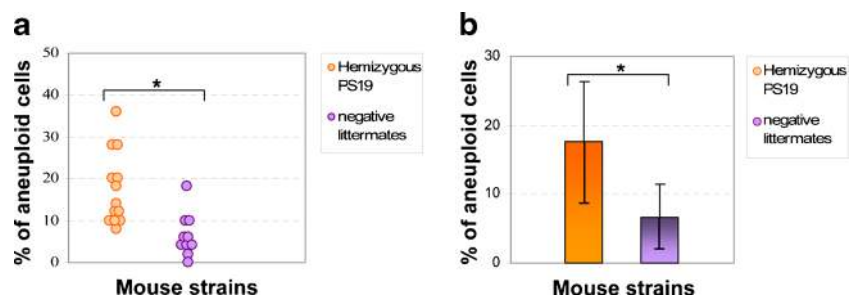 a
% of aneuploid cells
50
40
30
20
10
0
*
Mouse strains
Hemizygous
PS19
negative
littermates
b
% of aneuploid cells
30
20
10
0
*
Mouse strains
Hemizygous
PS19
negative
littermates